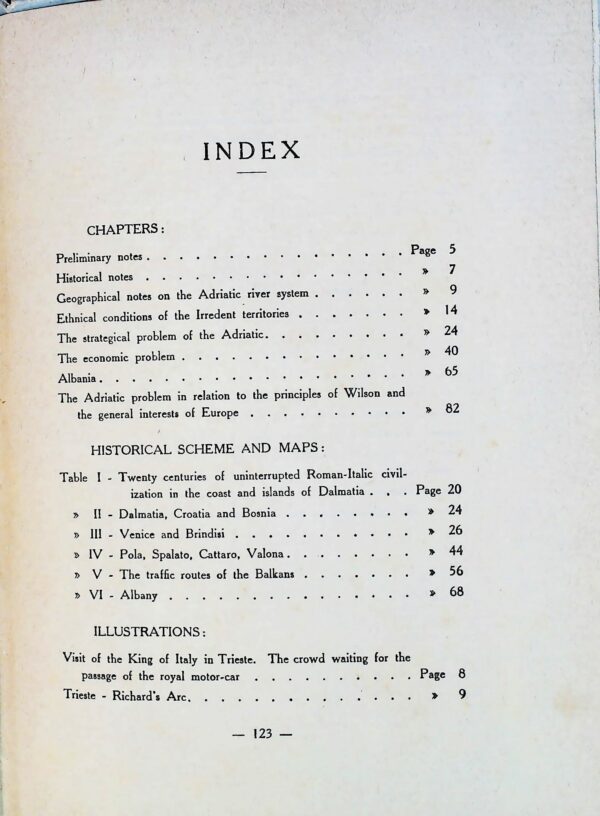 INDEX
CHAPTERS:
Preliminary notes . . . . . . . . . . . . . . . . Page 5
Historical notes . . . . . . . . . . . . . . . . » 7
Geographical notes on the Adriatic river system . . . . . . » 9
Ethnical conditions of the Irredent territories . . . . . . . » 14
The strategical problem of the Adriatic. . . . . . . . . » 24
The economic problem . . . . . . . . . . . . . . » 40
Albania. . . . . . . . . . . . . . . . . . . » 65
The Adriatic problem in relation to the principles of Wilson and
the general interests of Europe . . . . . . . . . . » 82
HISTORICAL SCHEME AND MAPS:
Table I - Twenty centuries of uninterrupted Roman-Italic civil-
ization in the coast and islands of Dalmatia . . . Page 20
» II - Dalmatia, Croatia and Bosnia . . . . . . . . » 24
» III - Venice and Brindisi . . . . . . . . . . . » 26
» IV - Pola, Spalato, Cattaro, Valona. . . . . . . . » 44
» V - The traffic routes of the Balkans . . . . . . . » 56
» VI - Albany . . . . . . . . . . . . . . . » 68
ILLUSTRATIONS:
Visit of the King of Italy in Trieste. The crowd waiting for the
passage of the royal motor-car . . . . . . . . . . Page 8
Trieste - Richard's Arc. . . . . . . . . . . . . . » 9
— 123 —